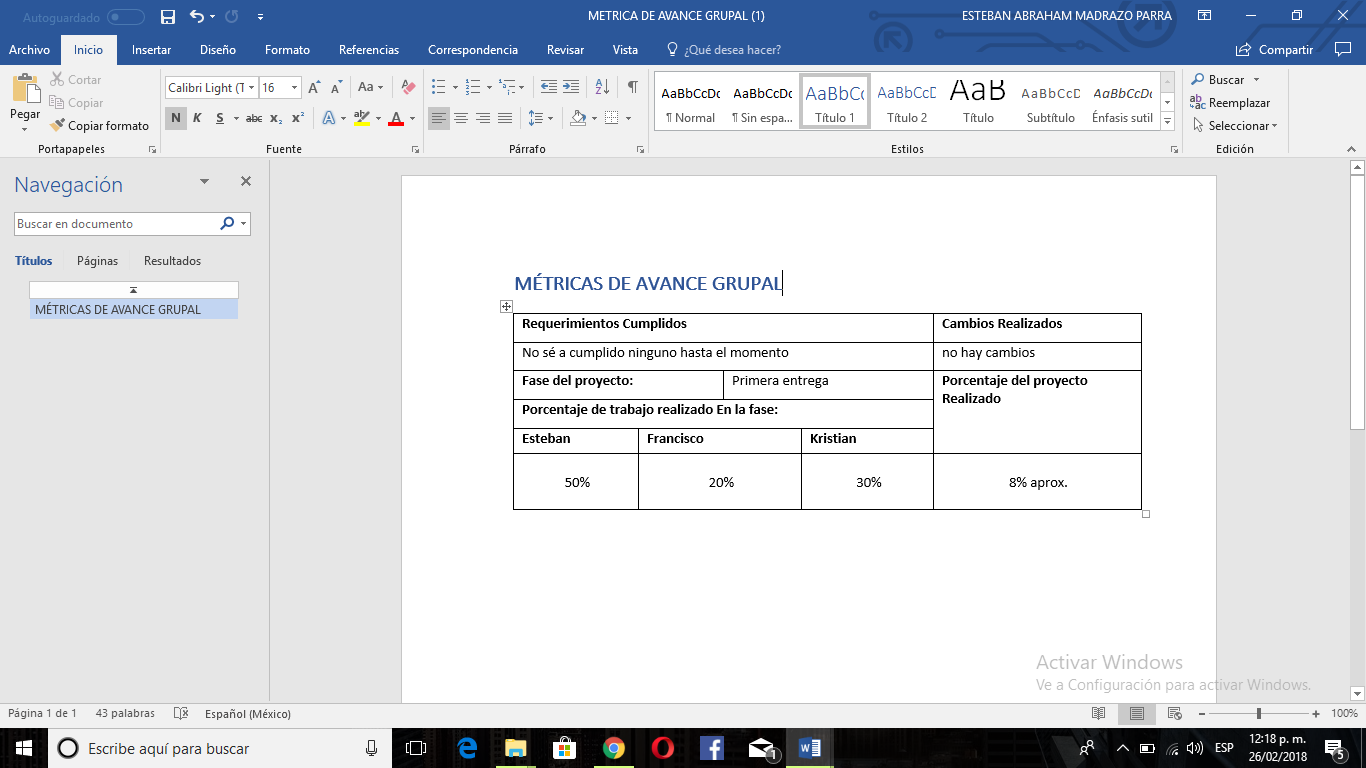 Autoguardado
METRICA DE AVANCE GRUPAL (1)
ESTEBAN ABRAHAM MADRAZO PARRA
Archivo Inicio Insertar Diseño Formato Referencias Correspondencia Revisar Vista ¿Qué desea hacer? Compartir
Pegar
Cortar
Copiar
Copiar formato
Portapapeles
Calibri Light (T 16
N K S abc x₂ x² A ab A
Aa
Fuente
Párrafo
AaBbCcDc AaBbCcDc AaBbCc AaBbCcD AaB AaBbCcD AaBbCcDc
¶ Normal ¶ Sin espa... Título 1 Título 2 Título Subtítulo Énfasis sutil
Estilos
Buscar
Reemplazar
Seleccionar
Edición
Navegación
Buscar en documento
Títulos Páginas Resultados
MÉTRICAS DE AVANCE GRUPAL
MÉTRICAS DE AVANCE GRUPAL
Requerimientos Cumplidos Cambios Realizados
No sé a cumplido ninguno hasta el momento no hay cambios
Fase del proyecto: Primera entrega Porcentaje del proyecto
Realizado
Porcentaje de trabajo realizado En la fase:
Esteban Francisco Kristian
50% 20% 30% 8% aprox.
Activar Windows
Ve a Configuración para activar Windows.
Página 1 de 1 43 palabras Español (México) 100%
Escribe aquí para buscar
1
ESP
12:18 p. m.
26/02/2018
5